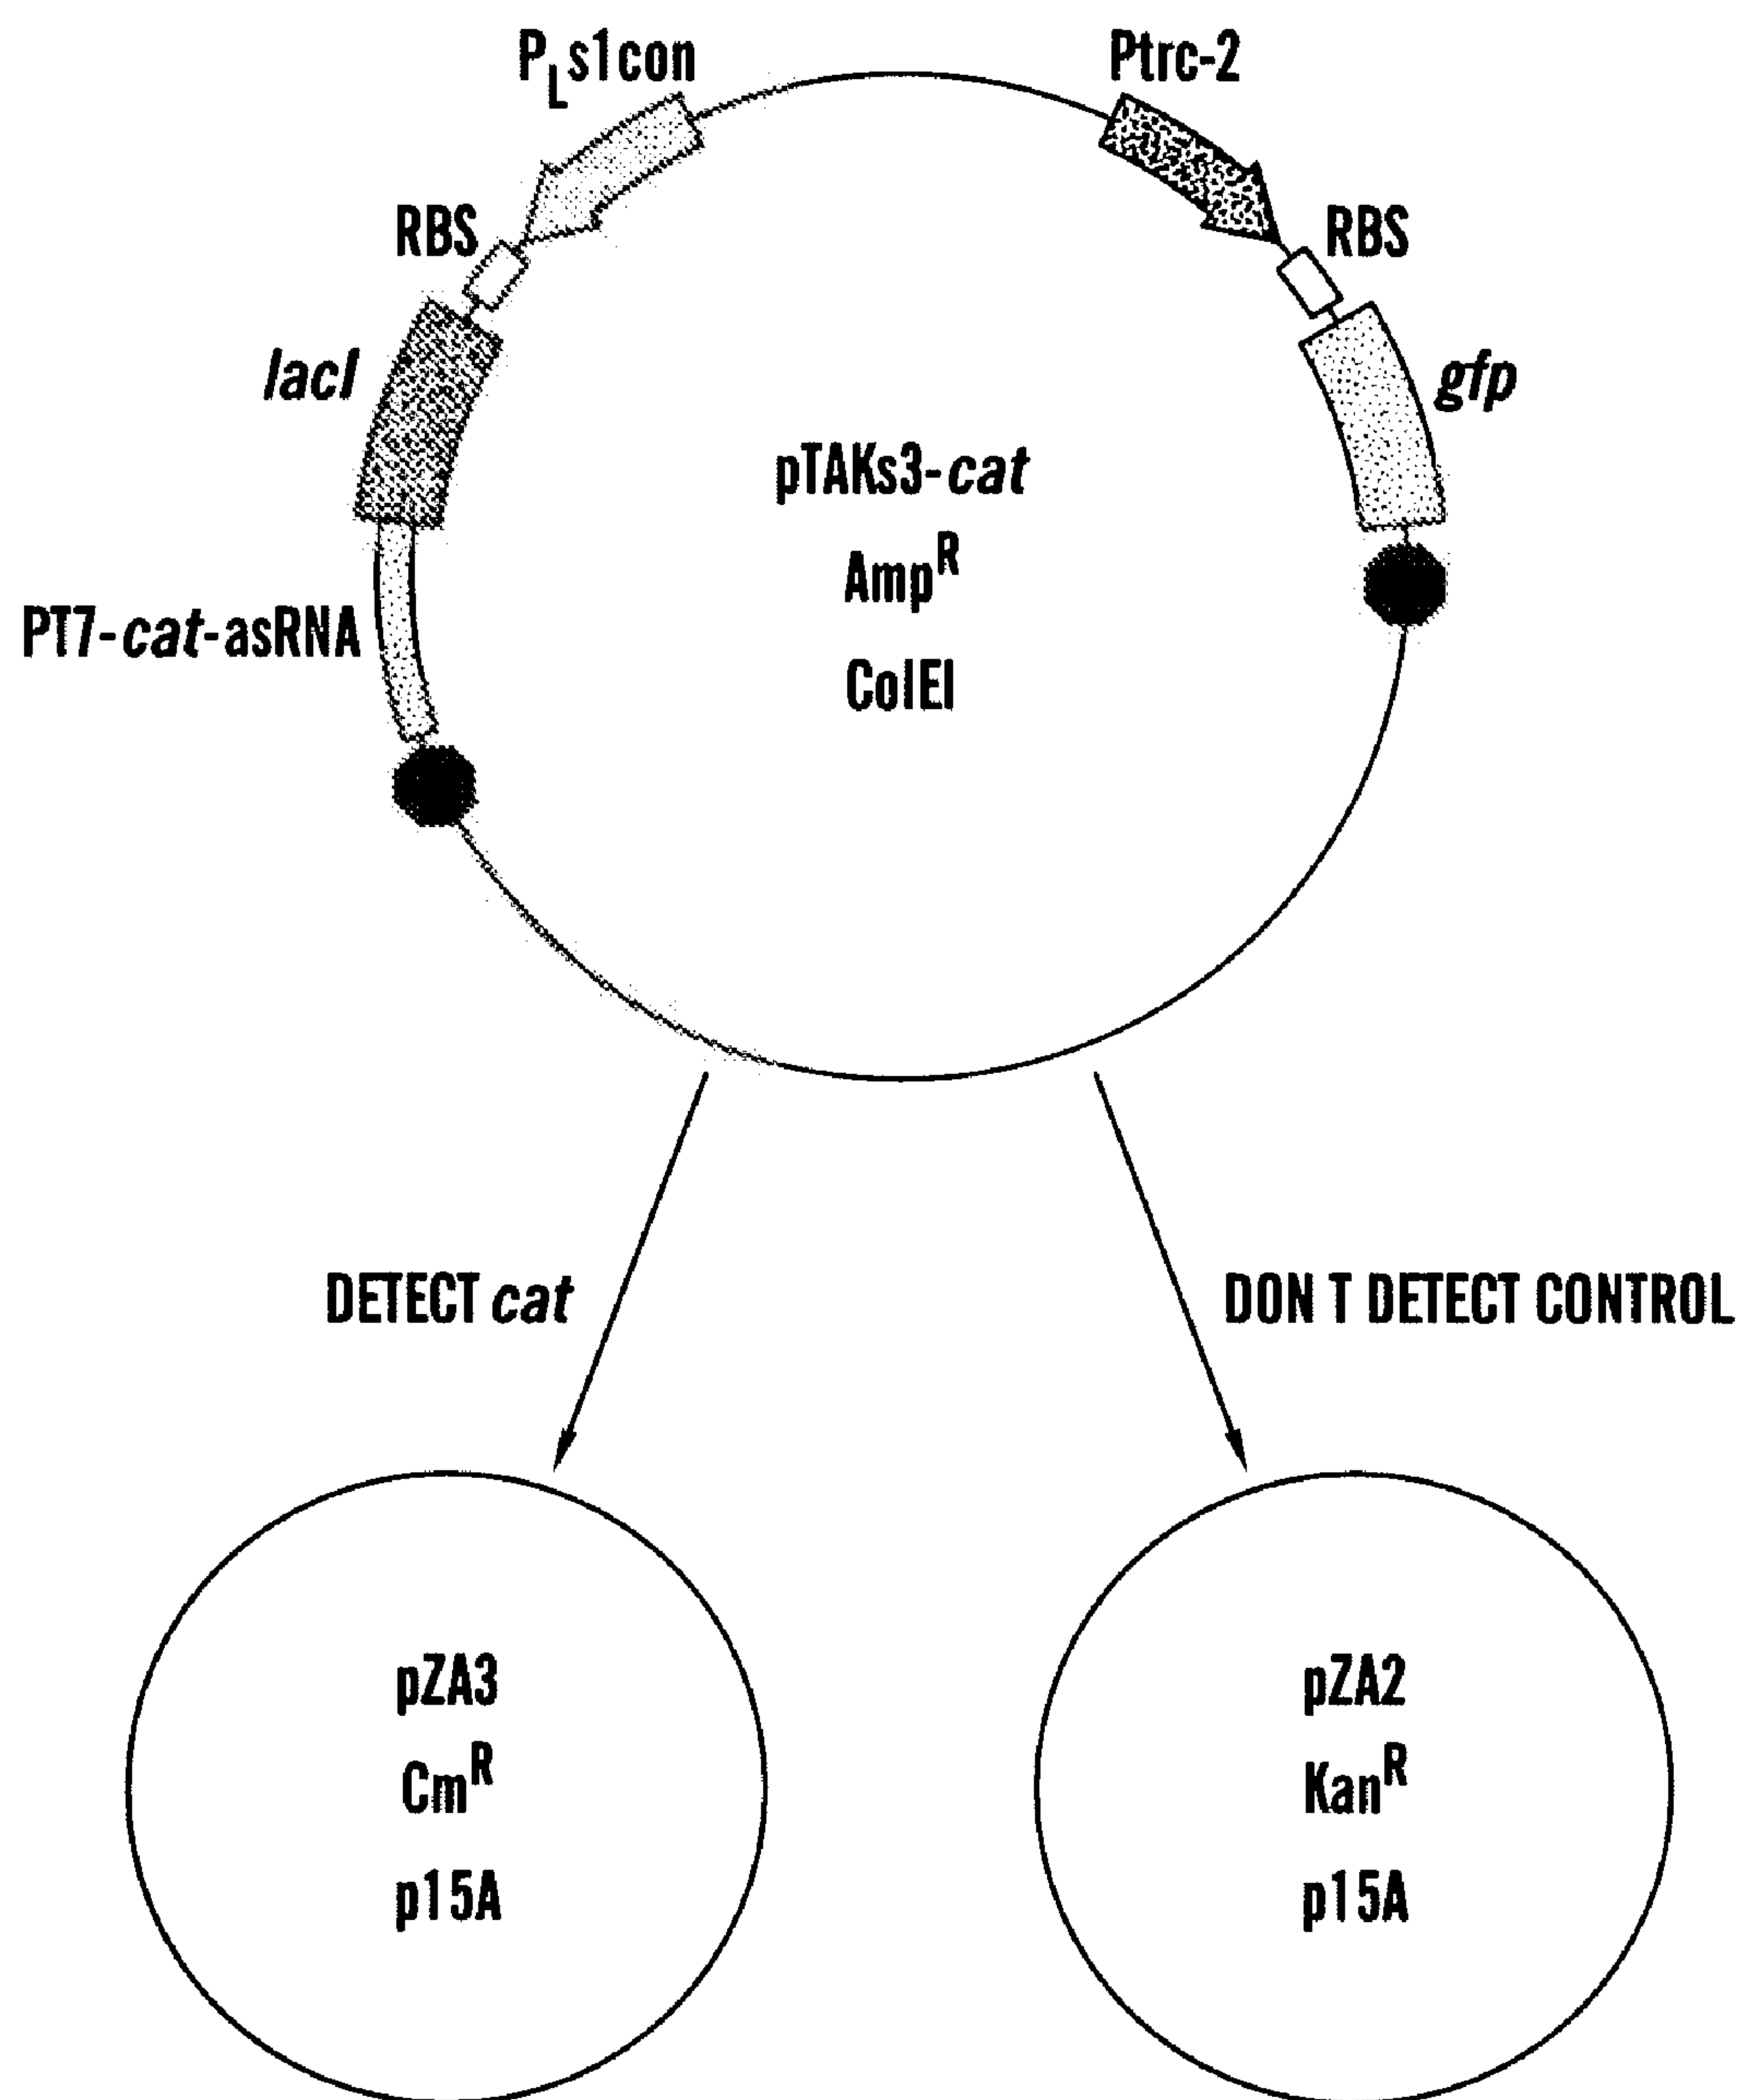 PLs1con
Ptrc-2
RBS
RBS
lacI
gfp
pTAKs3-cat
AmpR
ColEI
PT7-cat-asRNA
DETECT cat
DON T DETECT CONTROL
pZA3
CmR
p15A
pZA2
KanR
p15A